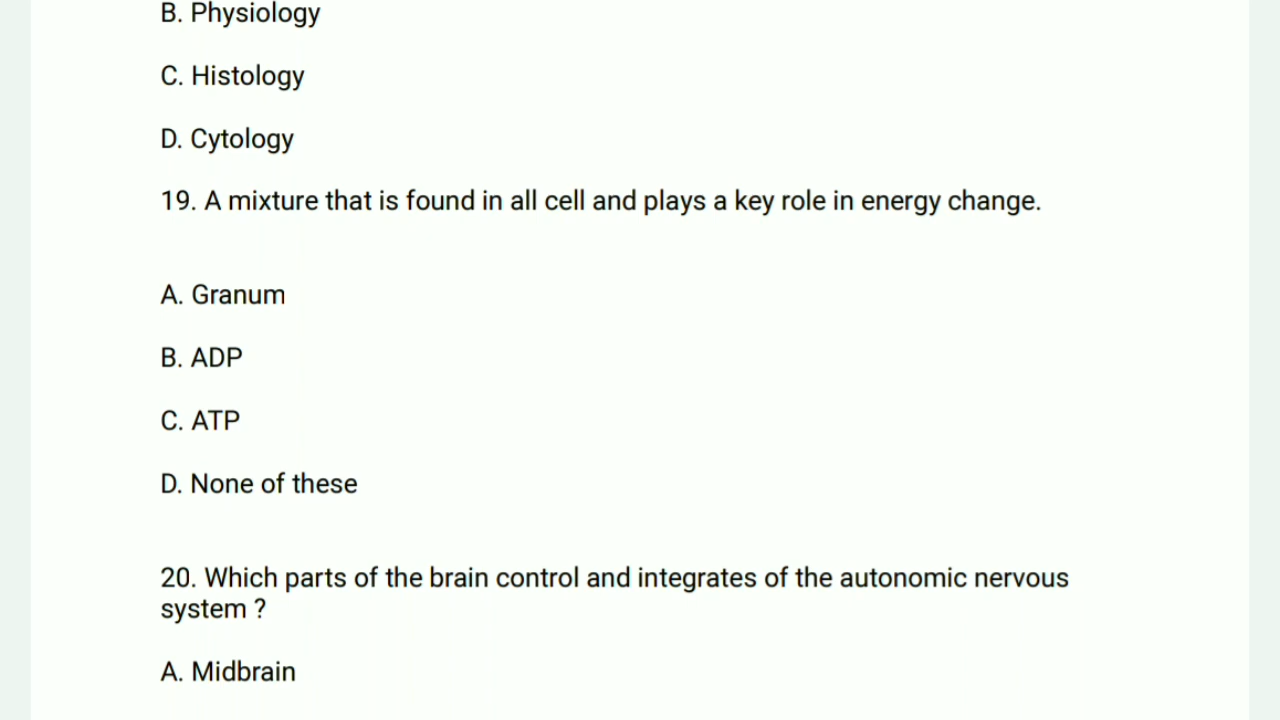 B. Physiology
C. Histology
D. Cytology
19. A mixture that is found in all cell and plays a key role in energy change.
A. Granum
B. ADP
C. ATP
D. None of these
20. Which parts of the brain control and integrates of the autonomic nervous
system ?
A. Midbrain